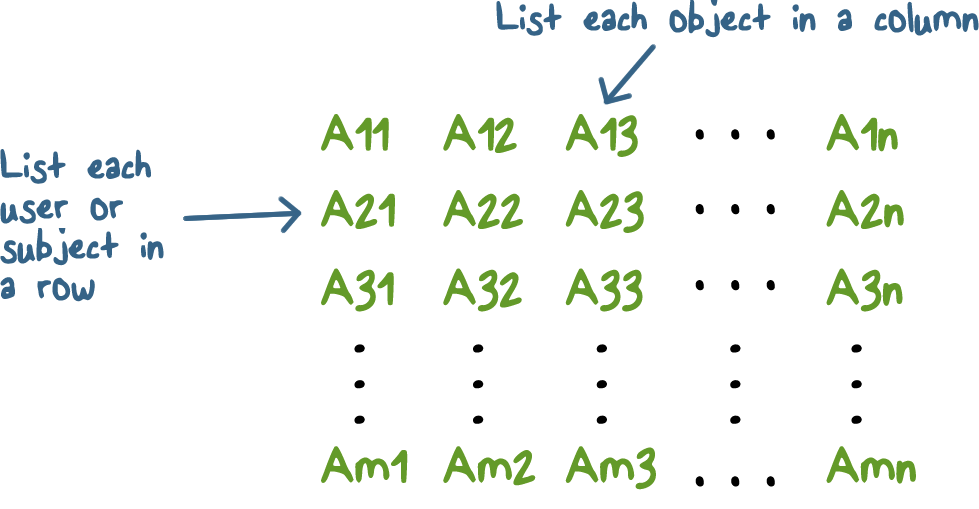 List each object in a column
A11 A12 A13 . . . A1n
List each
user or
subject in
a row
A21 A22 A23 . . . A2n
A31 A32 A33 . . . A3n
. . . . .
. . . . .
. . . . .
Am1 Am2 Am3 . . . Amn